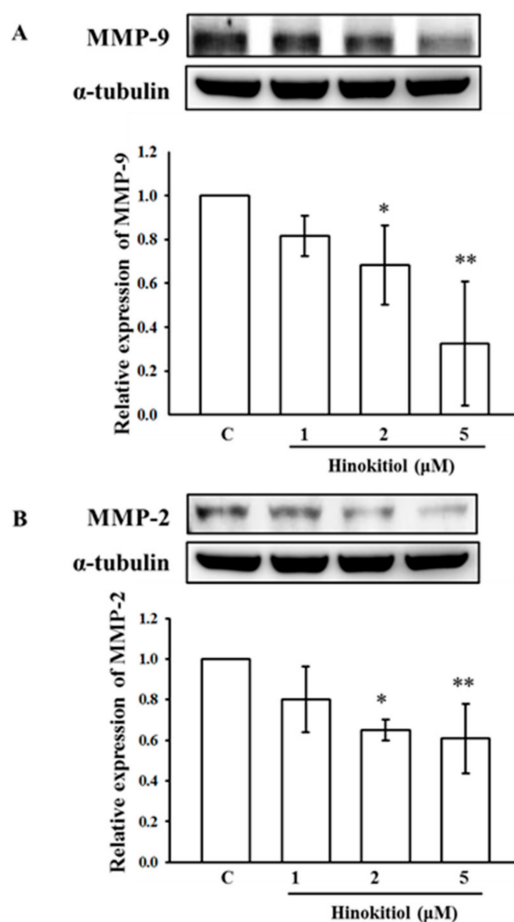 A
MMP-9
α-tubulin
Relative expression of MMP-9
1.2
1.0
0.8
0.6
0.4
0.2
0.0
*
**
C 1 2 5
Hinokitiol (μM)
B
MMP-2
α-tubulin
Relative expression of MMP-2
1.2
1.0
0.8
0.6
0.4
0.2
0.0
*
**
C 1 2 5
Hinokitiol (μM)